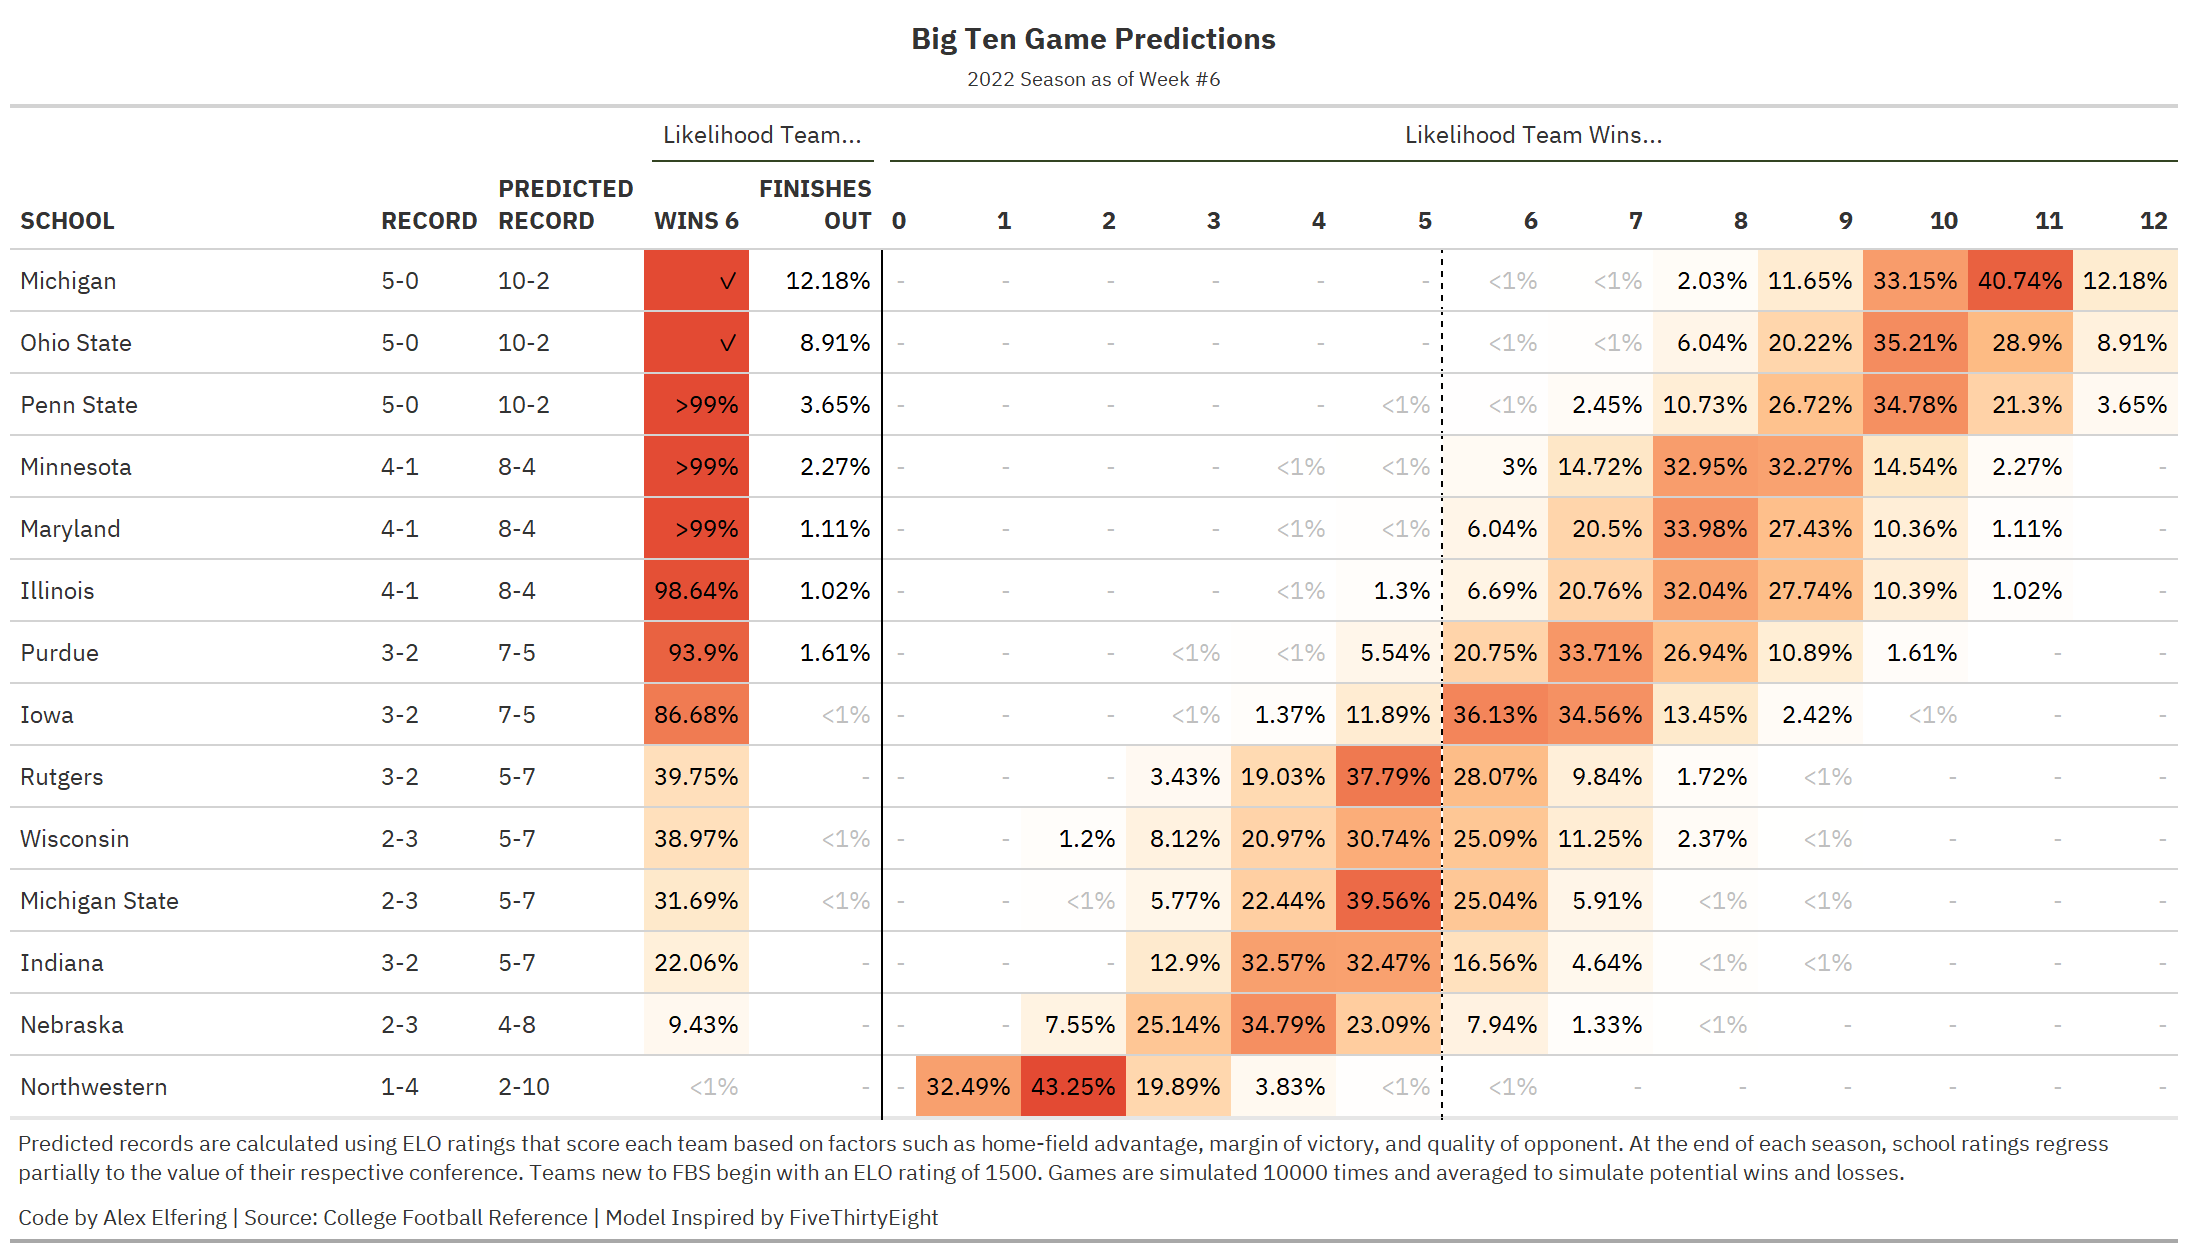 Big Ten Game Predictions
2022 Season as of Week #6
Likelihood Team... Likelihood Team Wins...
PREDICTED FINISHES
SCHOOL RECORD RECORD WINS 6 OUT 0 1 2 3 4 5 6 7 8 9 10 11 12
Michigan 5-0 10-2 ✓ 12.18% - - - - - - <1% <1% 2.03% 11.65% 33.15% 40.74% 12.18%
Ohio State 5-0 10-2 ✓ 8.91% - - - - - - <1% <1% 6.04% 20.22% 35.21% 28.9% 8.91%
Penn State 5-0 10-2 >99% 3.65% - - - - - <1% <1% 2.45% 10.73% 26.72% 34.78% 21.3% 3.65%
Minnesota 4-1 8-4 >99% 2.27% - - - - <1% <1% 3% 14.72% 32.95% 32.27% 14.54% 2.27% -
Maryland 4-1 8-4 >99% 1.11% - - - - <1% <1% 6.04% 20.5% 33.98% 27.43% 10.36% 1.11% -
Illinois 4-1 8-4 98.64% 1.02% - - - - <1% 1.3% 6.69% 20.76% 32.04% 27.74% 10.39% 1.02% -
Purdue 3-2 7-5 93.9% 1.61% - - - <1% <1% 5.54% 20.75% 33.71% 26.94% 10.89% 1.61% - -
Iowa 3-2 7-5 86.68% <1% - - - <1% 1.37% 11.89% 36.13% 34.56% 13.45% 2.42% <1% - -
Rutgers 3-2 5-7 39.75% - - - - 3.43% 19.03% 37.79% 28.07% 9.84% 1.72% <1% - - -
Wisconsin 2-3 5-7 38.97% <1% - - 1.2% 8.12% 20.97% 30.74% 25.09% 11.25% 2.37% <1% - - -
Michigan State 2-3 5-7 31.69% <1% - - <1% 5.77% 22.44% 39.56% 25.04% 5.91% <1% <1% - - -
Indiana 3-2 5-7 22.06% - - - - 12.9% 32.57% 32.47% 16.56% 4.64% <1% <1% - - -
Nebraska 2-3 4-8 9.43% - - - 7.55% 25.14% 34.79% 23.09% 7.94% 1.33% <1% - - - -
Northwestern 1-4 2-10 <1% - - 32.49% 43.25% 19.89% 3.83% <1% <1% - - - - - -
Predicted records are calculated using ELO ratings that score each team based on factors such as home-field advantage, margin of victory, and quality of opponent. At the end of each season, school ratings regress
partially to the value of their respective conference. Teams new to FBS begin with an ELO rating of 1500. Games are simulated 10000 times and averaged to simulate potential wins and losses.
Code by Alex Elfering | Source: College Football Reference | Model Inspired by FiveThirtyEight